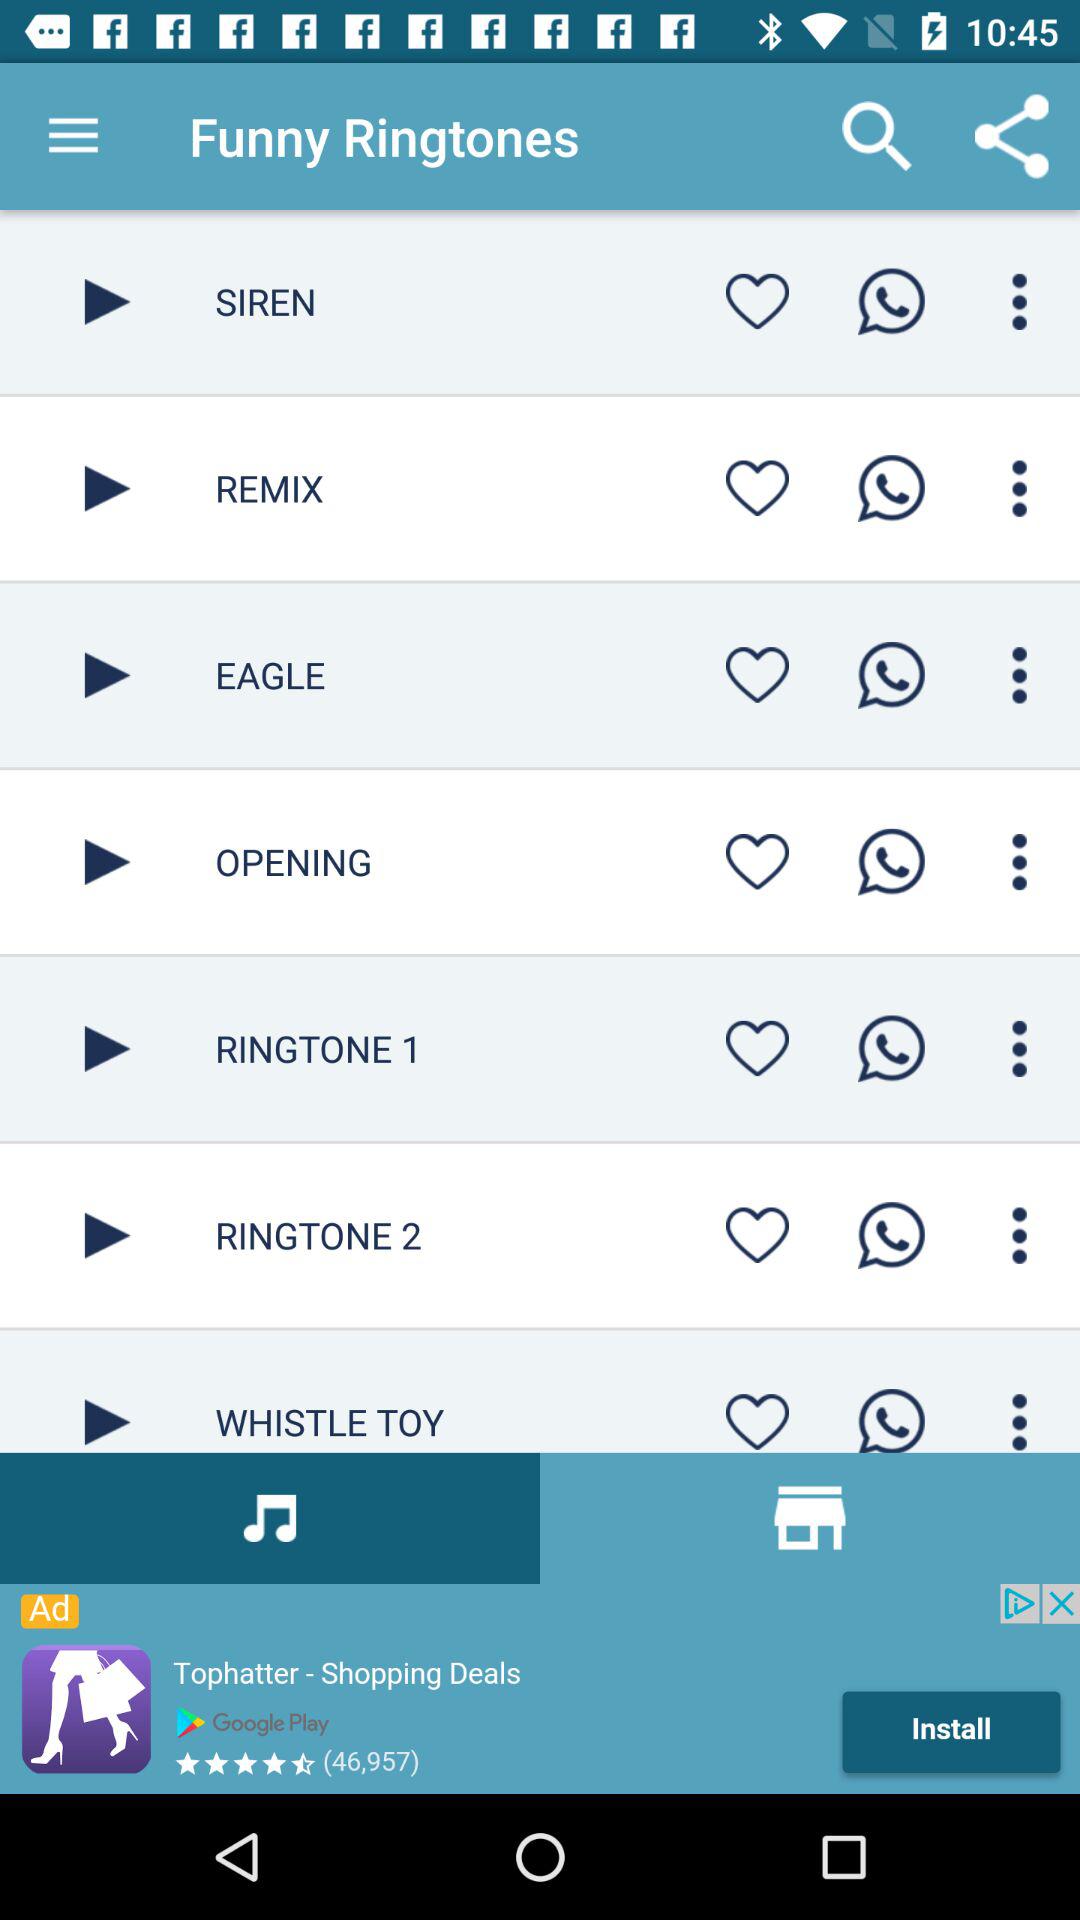 10:45
Funny Ringtones
SIREN
REMIX
EAGLE
OPENING
RINGTONE 1
RINGTONE 2
WHISTLE TOY
Ad
Tophatter - Shopping Deals
Google Play
(46,957)
Install